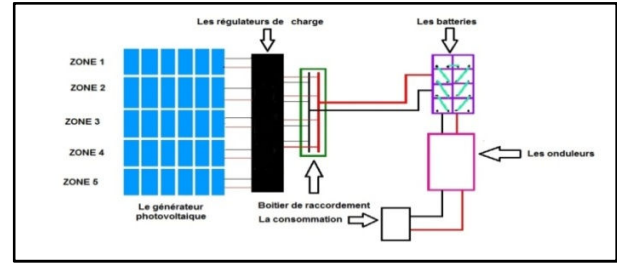 Les régulateurs de charge
Les batteries
ZONE 1
ZONE 2
ZONE 3
ZONE 4
ZONE 5
Les onduleurs
Le générateur
photovoltaique
Boitier de raccordement
La consommation